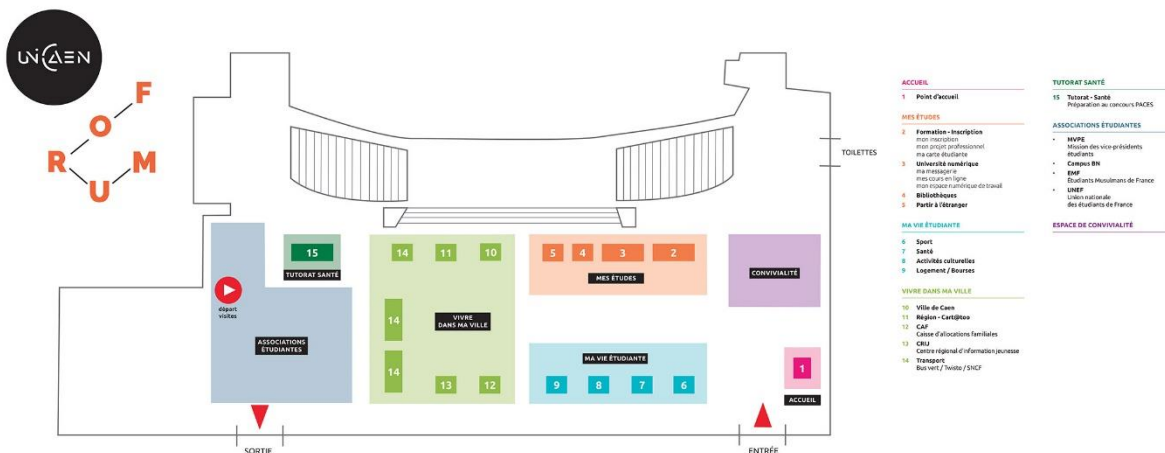 UNICAEN
F
O
R
U
M
TOILETTES
15
TUTORAT SANTÉ
départ
visites
ASSOCIATIONS
ÉTUDIANTES
14
11
10
14
VIVRE
DANS MA VILLE
14
13
12
5
4
3
2
MES ÉTUDES
MA VIE ÉTUDIANTE
9
8
7
6
CONVIVIALITÉ
1
ACCUEIL
SORTIE
ENTRÉE
ACCUEIL
1 Point d'accueil
MES ÉTUDES
2 Formation - Inscription
mon inscription
mon projet professionnel
ma carte étudiante
3 Université numérique
ma messagerie
mes cours en ligne
mon espace numérique de travail
4 Bibliothèques
5 Partir à l'étranger
MA VIE ÉTUDIANTE
6 Sport
7 Santé
8 Activités culturelles
9 Logement / Bourses
VIVRE DANS MA VILLE
10 Ville de Caen
11 Région - Cart@too
12 CAF
Caisse d'allocations familiales
13 CRIJ
Centre régional d'information jeunesse
14 Transport
Bus vert / Twisto / SNCF
TUTORAT SANTÉ
15 Tutorat - Santé
Préparation au concours PACES
ASSOCIATIONS ÉTUDIANTES
• MVPE
Mission des vice-présidents
étudiants
• Campus BN
• EMF
Étudiants Musulmans de France
• UNEF
Union nationale
des étudiants de France
ESPACE DE CONVIVIALITÉ